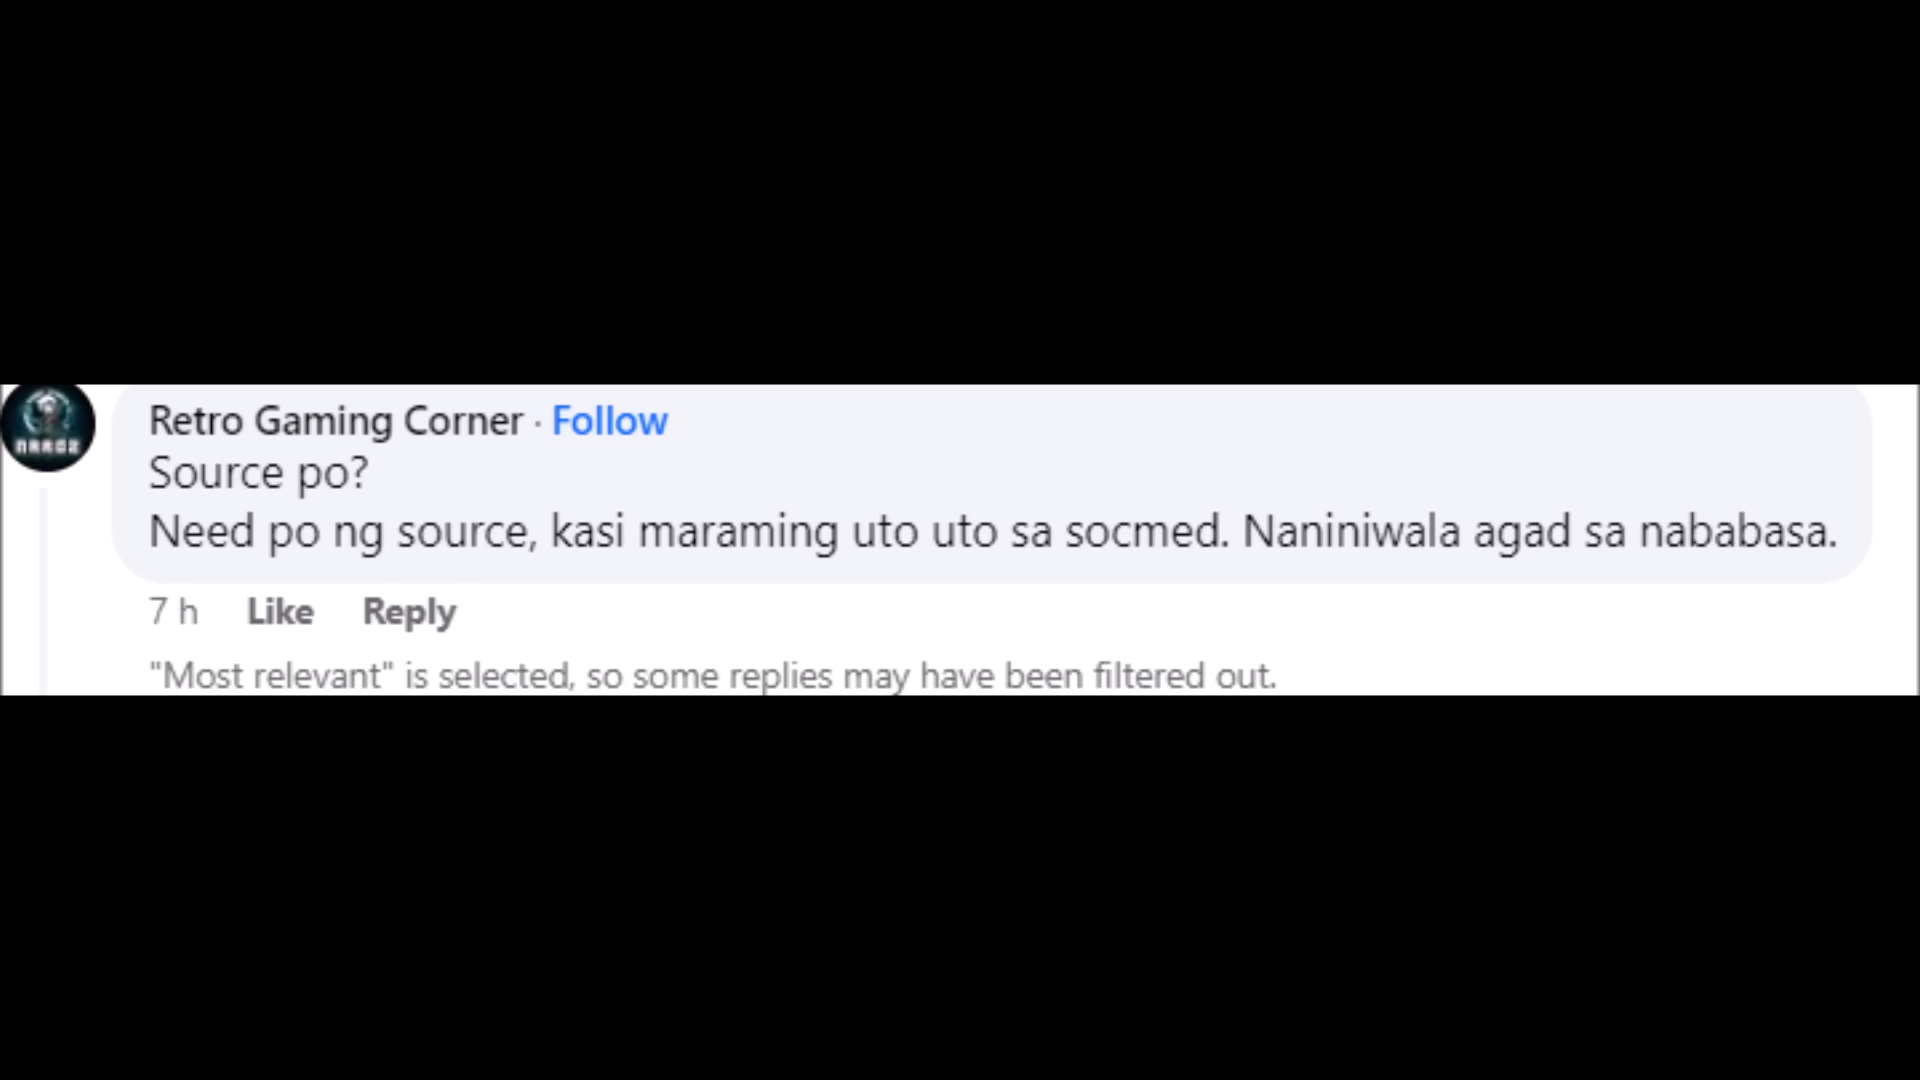 Retro Gaming Corner · Follow
Source po?
Need po ng source, kasi maraming uto uto sa socmed. Naniniwala agad sa nababasa.
7 h Like Reply
"Most relevant" is selected, so some replies may have been filtered out.